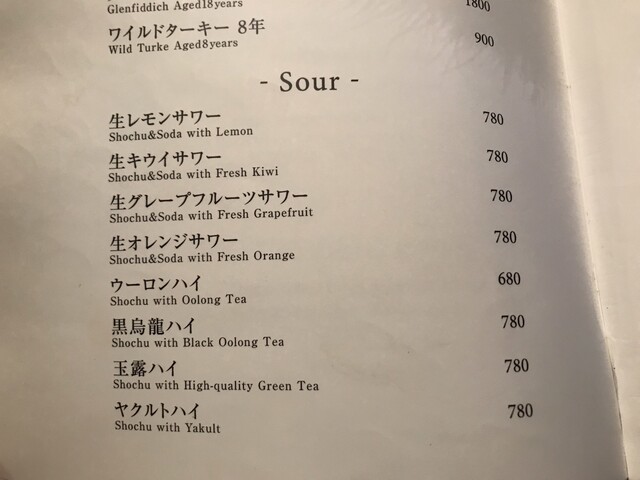 Glenfiddich Aged18years 1800
ワイルドターキー 8年
Wild Turke Aged8years 900
- Sour -
生レモンサワー 780
Shochu&Soda with Lemon
生キウイサワー 780
Shochu&Soda with Fresh Kiwi
生グレープフルーツサワー 780
Shochu&Soda with Fresh Grapefruit
生オレンジサワー 780
Shochu&Soda with Fresh Orange
ウーロンハイ 680
Shochu with Oolong Tea
黒烏龍ハイ 780
Shochu with Black Oolong Tea
玉露ハイ 780
Shochu with High-quality Green Tea
ヤクルトハイ 780
Shochu with Yakult